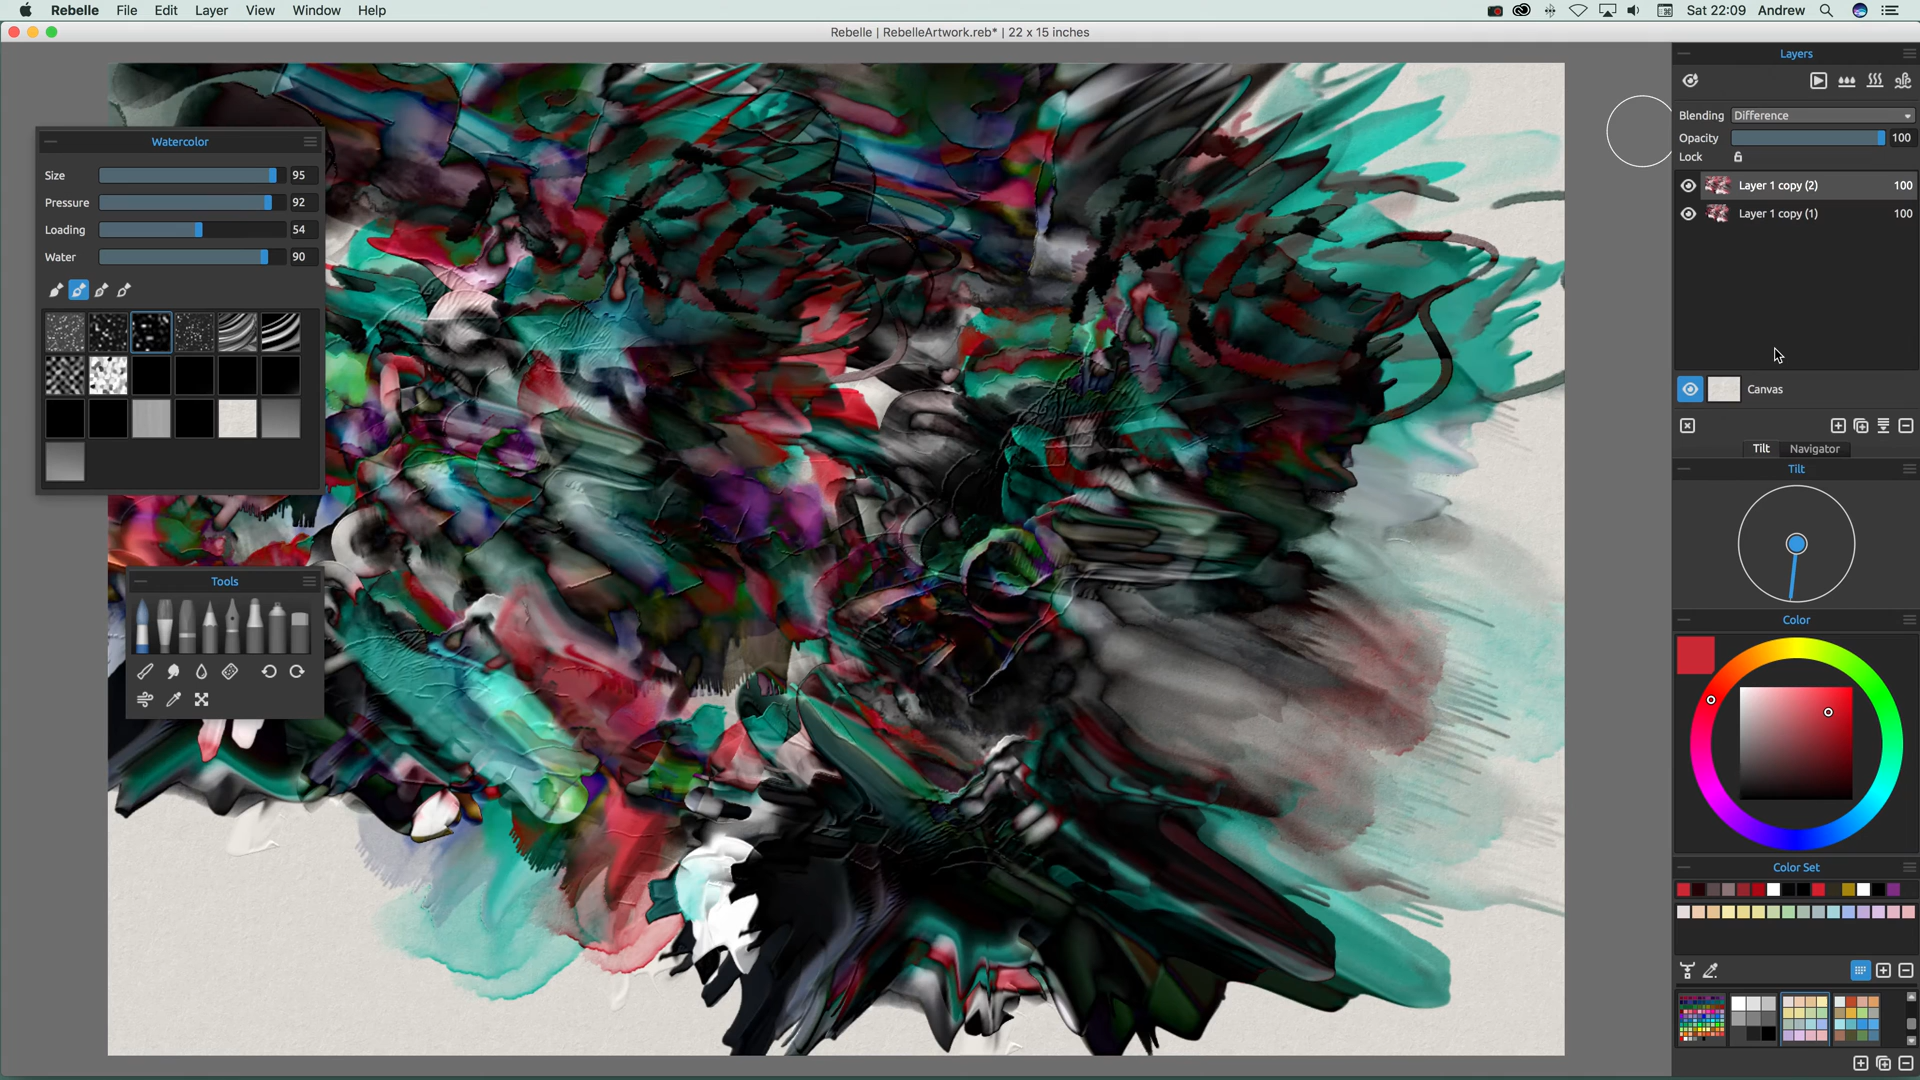 Rebelle File Edit Layer View Window Help Sat 22:09 Andrew
Rebelle | RebelleArtwork.reb* | 22 x 15 inches
Layers
Blending Difference
Opacity 100
Lock
Layer 1 copy (2) 100
Layer 1 copy (1) 100
Canvas
Tilt Navigator
Tilt
Color
Color Set
Watercolor
Size 95
Pressure 92
Loading 54
Water 90
Tools